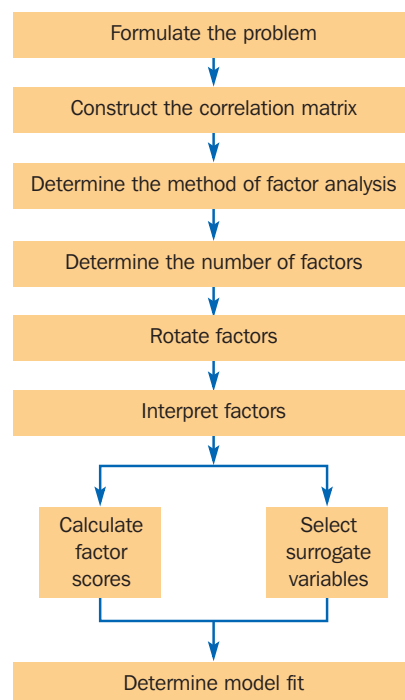 Formulate the problem
Construct the correlation matrix
Determine the method of factor analysis
Determine the number of factors
Rotate factors
Interpret factors
Calculate
factor
scores
Select
surrogate
variables
Determine model fit